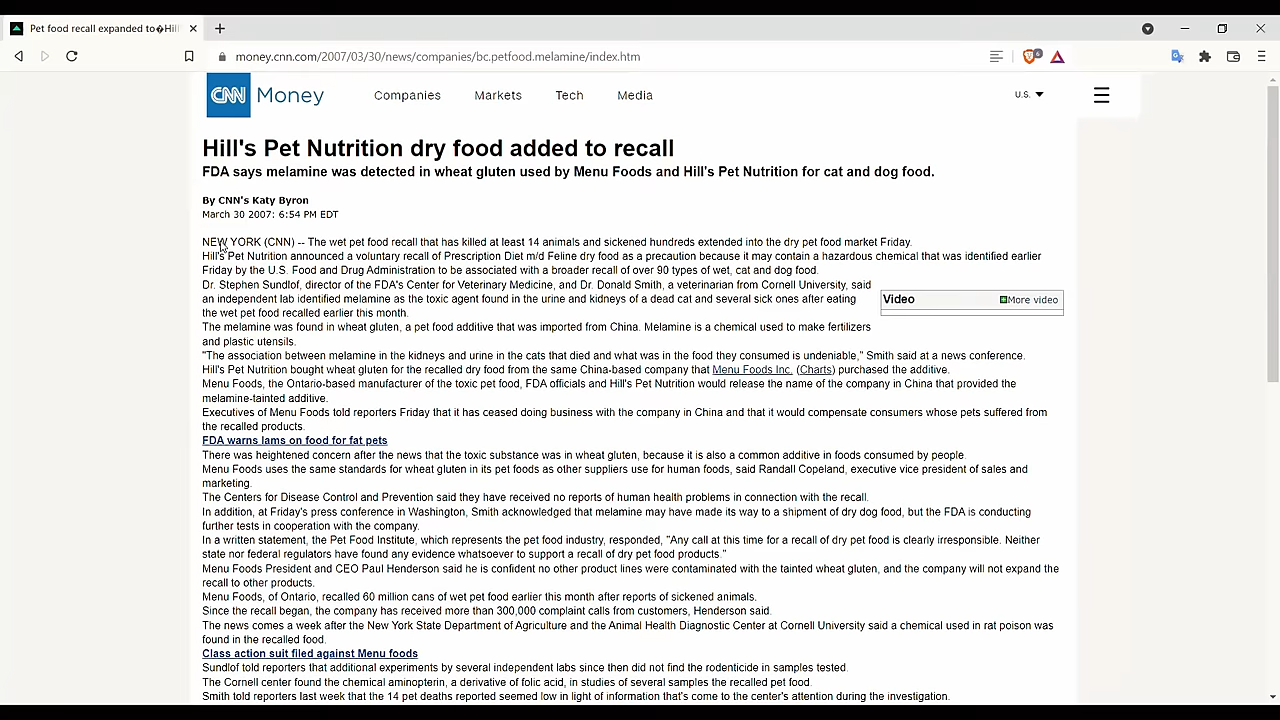 Pet food recall expanded to�Hill
money.cnn.com/2007/03/30/news/companies/bc.petfood.melamine/index.htm
CNN Money
Companies
Markets
Tech
Media
U.S.
Hill's Pet Nutrition dry food added to recall
FDA says melamine was detected in wheat gluten used by Menu Foods and Hill's Pet Nutrition for cat and dog food.
By CNN's Katy Byron
March 30 2007: 6:54 PM EDT
NEW YORK (CNN) -- The wet pet food recall that has killed at least 14 animals and sickened hundreds extended into the dry pet food market Friday.
Hill's Pet Nutrition announced a voluntary recall of Prescription Diet m/d Feline dry food as a precaution because it may contain a hazardous chemical that was identified earlier
Friday by the U.S. Food and Drug Administration to be associated with a broader recall of over 90 types of wet, cat and dog food.
Dr. Stephen Sundlof, director of the FDA's Center for Veterinary Medicine, and Dr. Donald Smith, a veterinarian from Cornell University, said
an independent lab identified melamine as the toxic agent found in the urine and kidneys of a dead cat and several sick ones after eating
the wet pet food recalled earlier this month.
Video
More video
The melamine was found in wheat gluten, a pet food additive that was imported from China. Melamine is a chemical used to make fertilizers
and plastic utensils.
"The association between melamine in the kidneys and urine in the cats that died and what was in the food they consumed is undeniable," Smith said at a news conference.
Hill's Pet Nutrition bought wheat gluten for the recalled dry food from the same China-based company that Menu Foods Inc. (Charts) purchased the additive.
Menu Foods, the Ontario-based manufacturer of the toxic pet food, FDA officials and Hill's Pet Nutrition would release the name of the company in China that provided the
melamine-tainted additive.
Executives of Menu Foods told reporters Friday that it has ceased doing business with the company in China and that it would compensate consumers whose pets suffered from
the recalled products.
FDA warns Iams on food for fat pets
There was heightened concern after the news that the toxic substance was in wheat gluten, because it is also a common additive in foods consumed by people.
Menu Foods uses the same standards for wheat gluten in its pet foods as other suppliers use for human foods, said Randall Copeland, executive vice president of sales and
marketing.
The Centers for Disease Control and Prevention said they have received no reports of human health problems in connection with the recall.
In addition, at Friday's press conference in Washington, Smith acknowledged that melamine may have made its way to a shipment of dry dog food, but the FDA is conducting
further tests in cooperation with the company.
In a written statement, the Pet Food Institute, which represents the pet food industry, responded, "Any call at this time for a recall of dry pet food is clearly irresponsible. Neither
state nor federal regulators have found any evidence whatsoever to support a recall of dry pet food products."
Menu Foods President and CEO Paul Henderson said he is confident no other product lines were contaminated with the tainted wheat gluten, and the company will not expand the
recall to other products.
Menu Foods, of Ontario, recalled 60 million cans of wet pet food earlier this month after reports of sickened animals.
Since the recall began, the company has received more than 300,000 complaint calls from customers, Henderson said.
The news comes a week after the New York State Department of Agriculture and the Animal Health Diagnostic Center at Cornell University said a chemical used in rat poison was
found in the recalled food.
Class action suit filed against Menu foods
Sundlof told reporters that additional experiments by several independent labs since then did not find the rodenticide in samples tested.
The Cornell center found the chemical aminopterin, a derivative of folic acid, in studies of several samples the recalled pet food.
Smith told reporters last week that the 14 pet deaths reported seemed low in light of information that's come to the center's attention during the investigation.